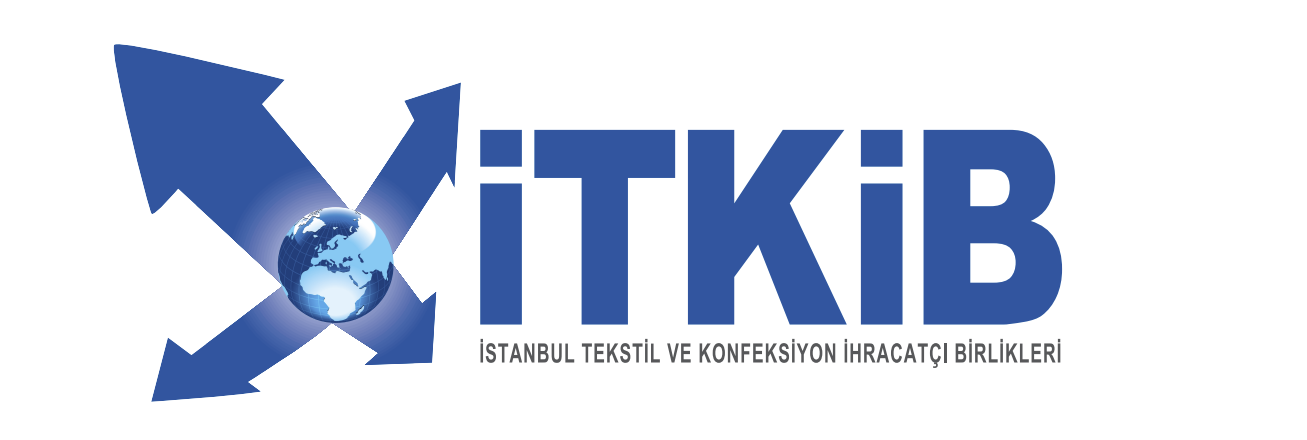 iTKiB
İSTANBUL TEKSTİL VE KONFEKSİYON İHRACATÇI BİRLİKLERİ